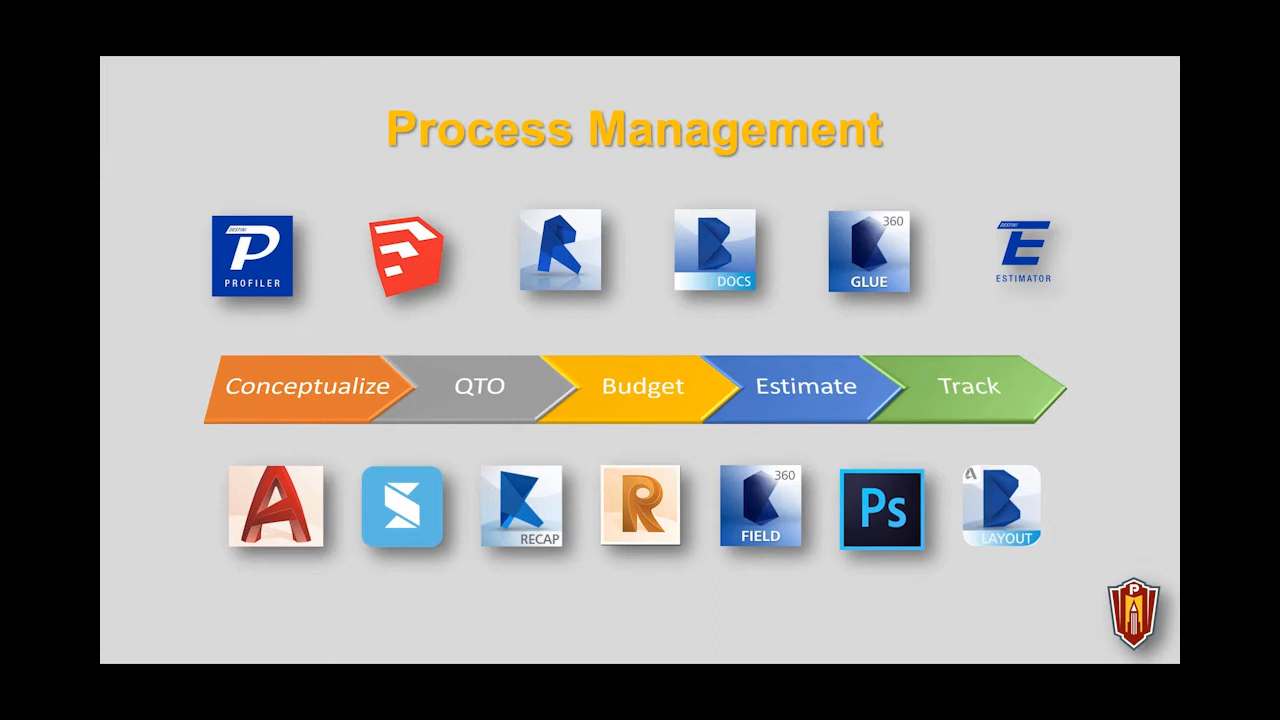 Process Management
DESTINI
P
PROFILER
DOCS
360
GLUE
DESTINI
E
ESTIMATOR
Conceptualize
QTO
Budget
Estimate
Track
A
RECAP
R
360
FIELD
Ps
A
B
LAYOUT
P